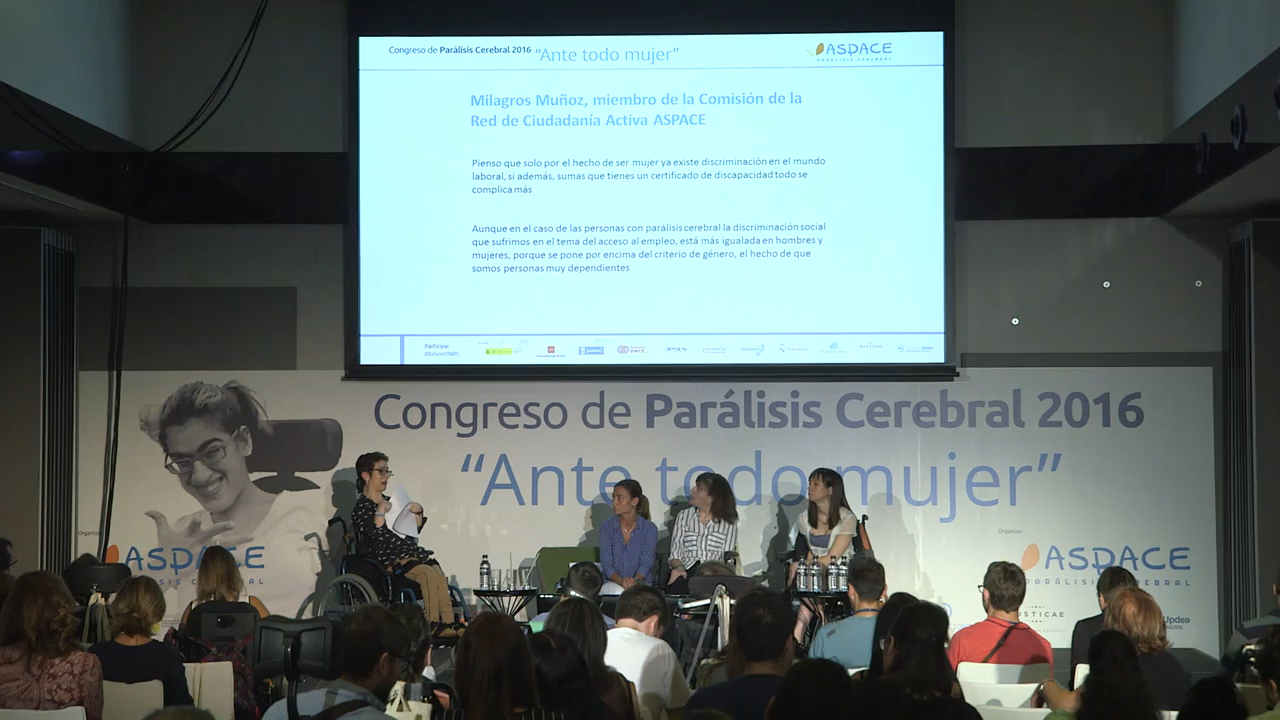 Congreso de Parálisis Cerebral 2016 "Ante todo mujer"
ASPACE
PARÁLISIS CEREBRAL
Milagros Muñoz, miembro de la Comisión de la
Red de Ciudadanía Activa ASPACE
Pienso que solo por el hecho de ser mujer ya existe discriminación en el mundo
laboral, si además, sumas que tienes un certificado de discapacidad todo se
complica más
Aunque en el caso de las personas con parálisis cerebral la discriminación social
que sufrimos en el tema del acceso al empleo, está más igualada en hombres y
mujeres, porque se pone por encima del criterio de género, el hecho de que
somos personas muy dependientes
Participa:
Congreso de Parálisis Cerebral 2016
"Ante todo mujer"
Organiza:
ASPACE
CEREBRAL
Organiza:
ASPACE
PARÁLISIS CEREBRAL
Updea